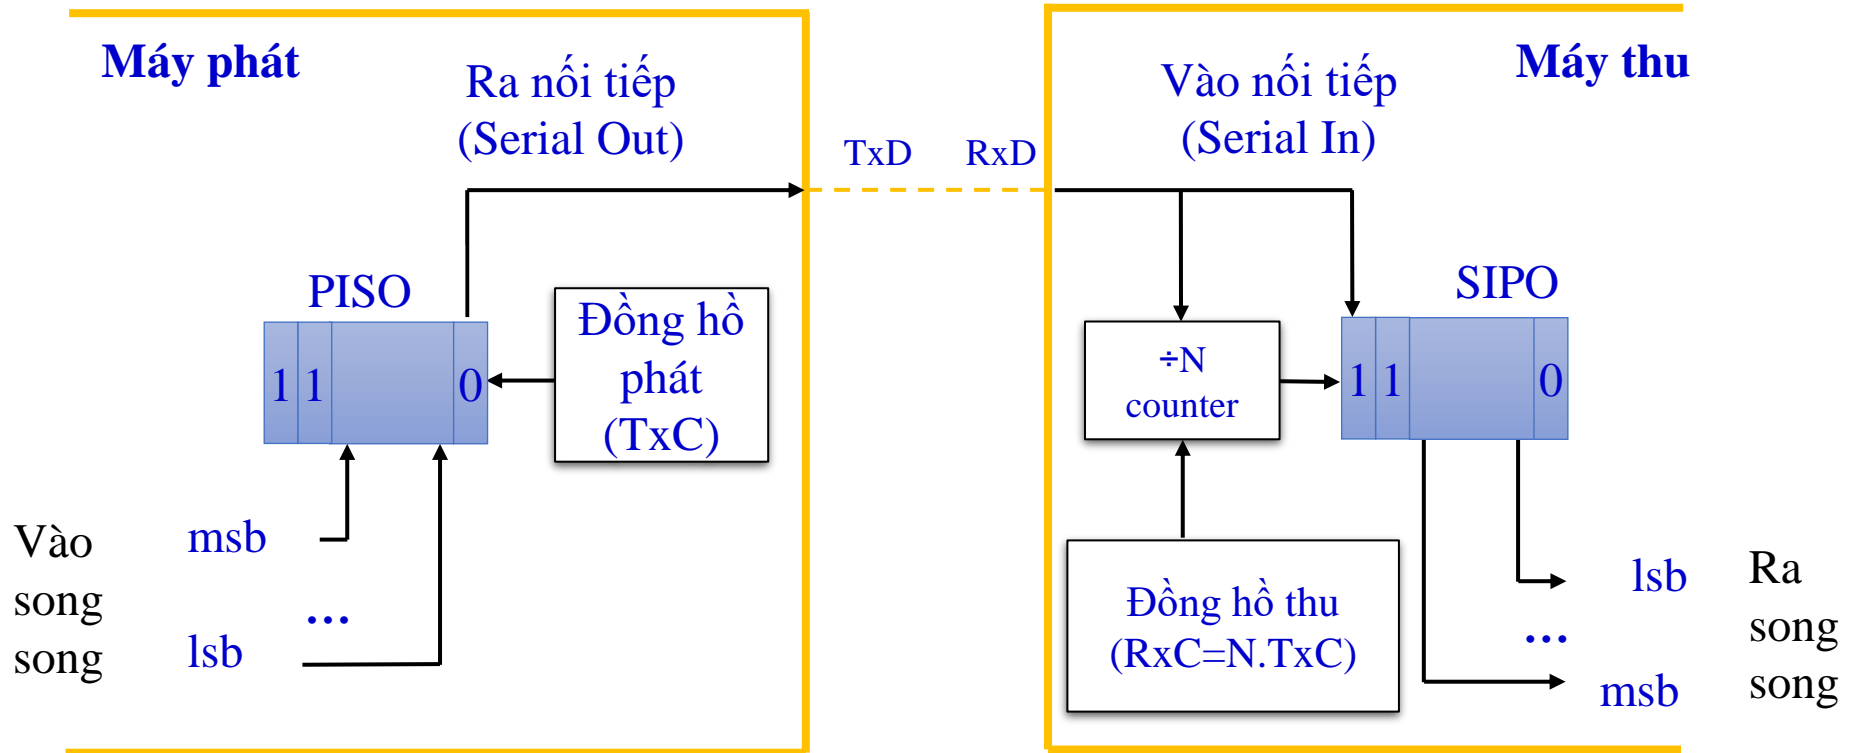 Máy phát
Ra nối tiếp
(Serial Out)
TxD
RxD
Vào nối tiếp
(Serial In)
Máy thu
PISO
1 1 0
Đồng hồ
phát
(TxC)
÷N
counter
SIPO
1 1 0
Vào
song
song
msb
...
lsb
Đồng hồ thu
(RxC=N.TxC)
lsb
...
msb
Ra
song
song